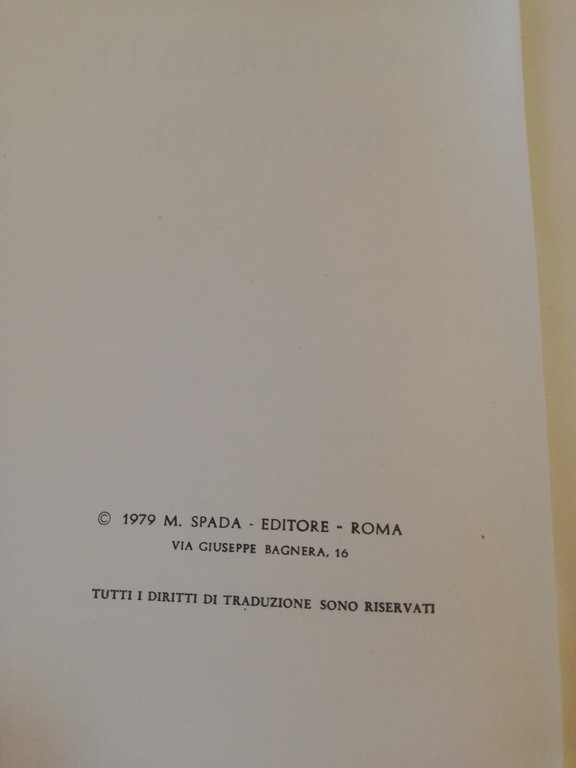 © 1979 M. SPADA - EDITORE - ROMA
VIA GIUSEPPE BAGNERA, 16
TUTTI I DIRITTI DI TRADUZIONE SONO RISERVATI